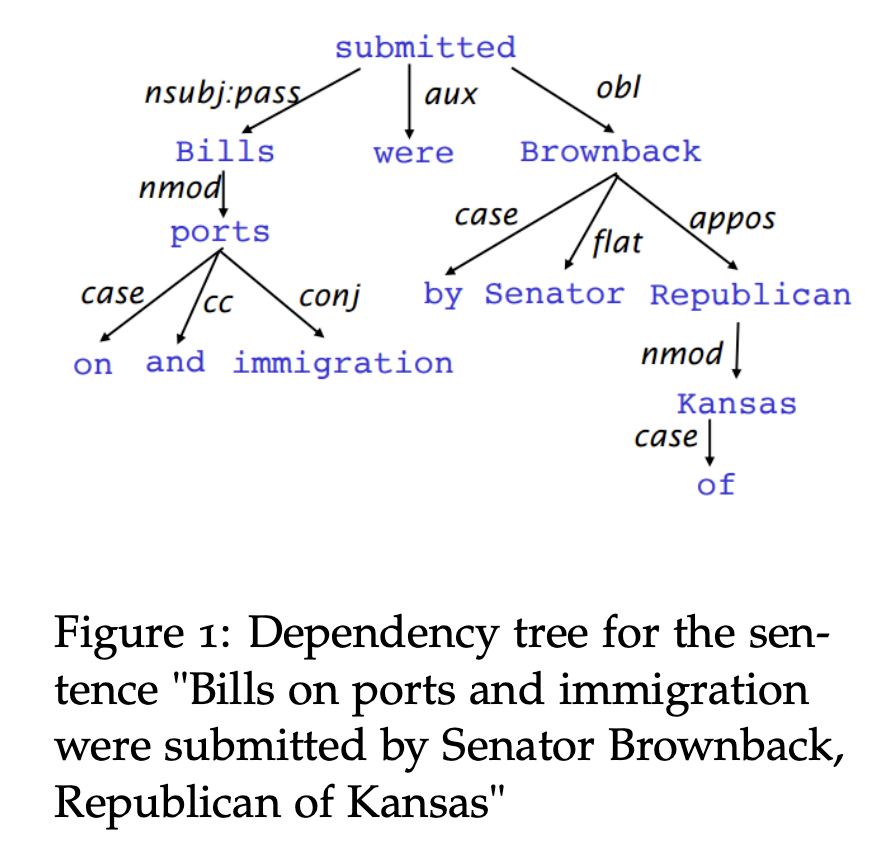 submitted
nsubj:pass aux obl
Bills were Brownback
nmod
case flat appos
ports
case cc conj
by Senator Republican
on and immigration
nmod
Kansas
case
of
Figure 1: Dependency tree for the sen-
tence "Bills on ports and immigration
were submitted by Senator Brownback,
Republican of Kansas"